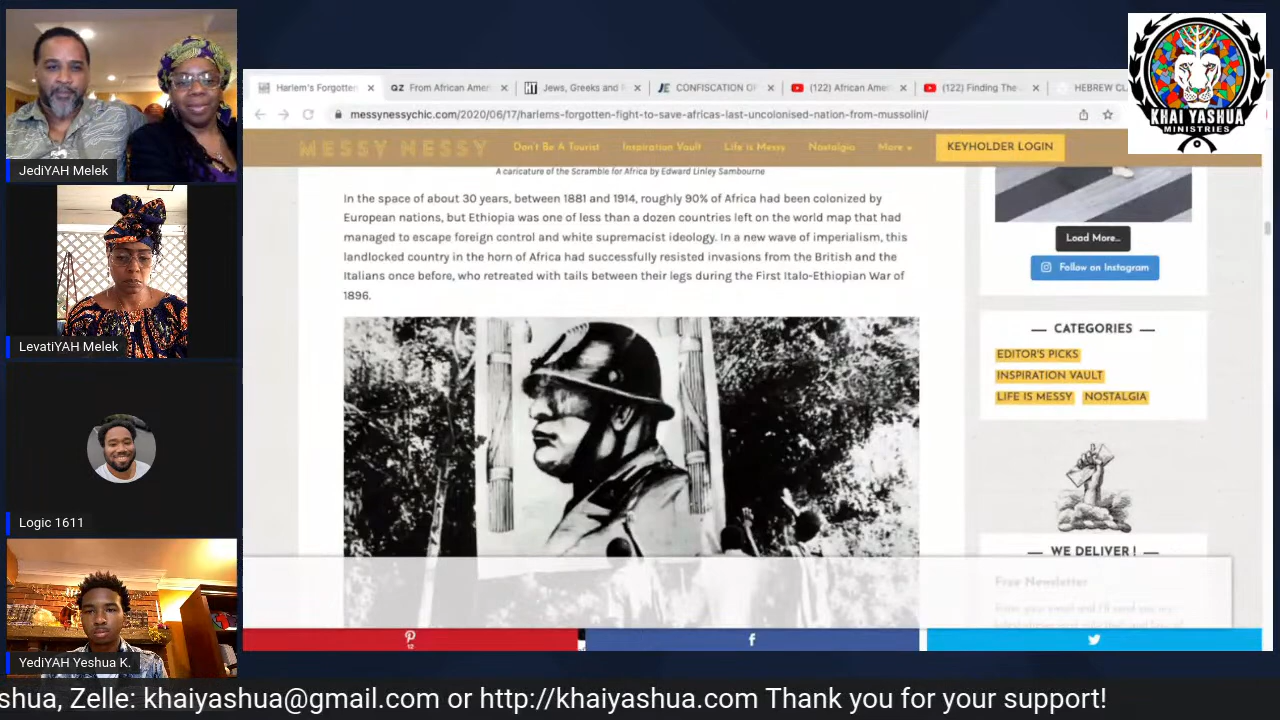 JediYAH Melek
LevatiYAH Melek
Logic 1611
YediYAH Yeshua K.
Harlem's Forgotten
From African Amer
Jews, Greeks and
CONFISCATION OF
(122) African Amer
(122) Finding The
HEBREW CL
messynessychic.com/2020/06/17/harlems-forgotten-fight-to-save-africas-last-uncolonised-nation-from-mussolini/
KHAI YASHUA
MINISTRIES
MESSY NESSY
Don't Be A Tourist
Inspiration Vault
Life is Messy
Nostalgia
More
KEYHOLDER LOGIN
A caricature of the Scramble for Africa by Edward Linley Sambourne
In the space of about 30 years, between 1881 and 1914, roughly 90% of Africa had been colonized by
European nations, but Ethiopia was one of less than a dozen countries left on the world map that had
managed to escape foreign control and white supremacist ideology. In a new wave of imperialism, this
landlocked country in the horn of Africa had successfully resisted invasions from the British and the
Italians once before, who retreated with tails between their legs during the First Italo-Ethiopian War of
1896.
Load More...
Follow on Instagram
CATEGORIES
EDITOR'S PICKS
INSPIRATION VAULT
LIFE IS MESSY NOSTALGIA
WE DELIVER!
Free Newsletter
12
shua, Zelle: khaiyashua@gmail.com or http://khaiyashua.com Thank you for your support!